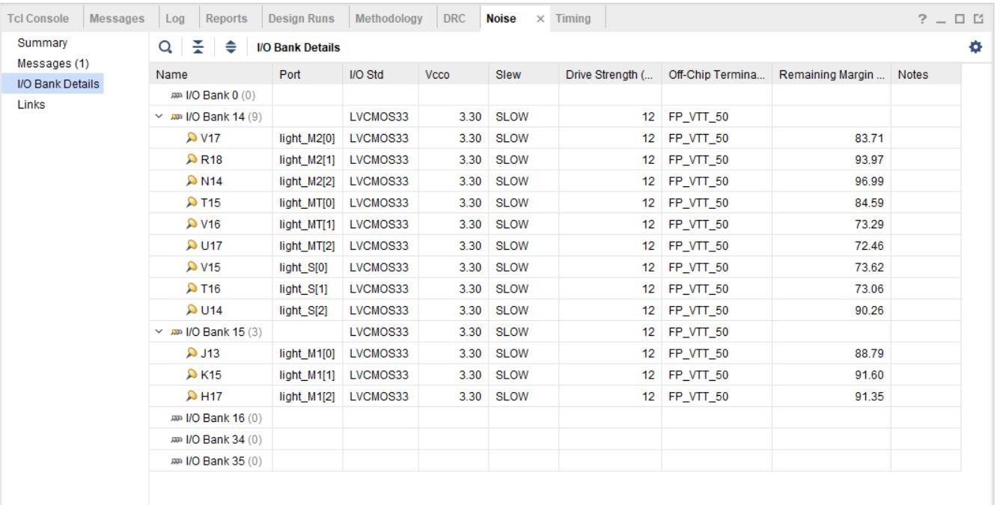 Tcl Console Messages Log Reports Design Runs Methodology DRC Noise × Timing ? _
Summary
Messages (1)
I/O Bank Details
Links
I/O Bank Details
Name Port I/O Std Vcco Slew Drive Strength (... Off-Chip Termina... Remaining Margin ... Notes
I/O Bank 0 (0)
I/O Bank 14 (9) LVCMOS33 3.30 SLOW 12 FP_VTT_50
V17 light_M2[0] LVCMOS33 3.30 SLOW 12 FP_VTT_50 83.71
R18 light_M2[1] LVCMOS33 3.30 SLOW 12 FP_VTT_50 93.97
N14 light_M2[2] LVCMOS33 3.30 SLOW 12 FP_VTT_50 96.99
T15 light_MT[0] LVCMOS33 3.30 SLOW 12 FP_VTT_50 84.59
V16 light_MT[1] LVCMOS33 3.30 SLOW 12 FP_VTT_50 73.29
U17 light_MT[2] LVCMOS33 3.30 SLOW 12 FP_VTT_50 72.46
V15 light_S[0] LVCMOS33 3.30 SLOW 12 FP_VTT_50 73.62
T16 light_S[1] LVCMOS33 3.30 SLOW 12 FP_VTT_50 73.06
U14 light_S[2] LVCMOS33 3.30 SLOW 12 FP_VTT_50 90.26
I/O Bank 15 (3) LVCMOS33 3.30 SLOW 12 FP_VTT_50
J13 light_M1[0] LVCMOS33 3.30 SLOW 12 FP_VTT_50 88.79
K15 light_M1[1] LVCMOS33 3.30 SLOW 12 FP_VTT_50 91.60
H17 light_M1[2] LVCMOS33 3.30 SLOW 12 FP_VTT_50 91.35
I/O Bank 16 (0)
I/O Bank 34 (0)
I/O Bank 35 (0)